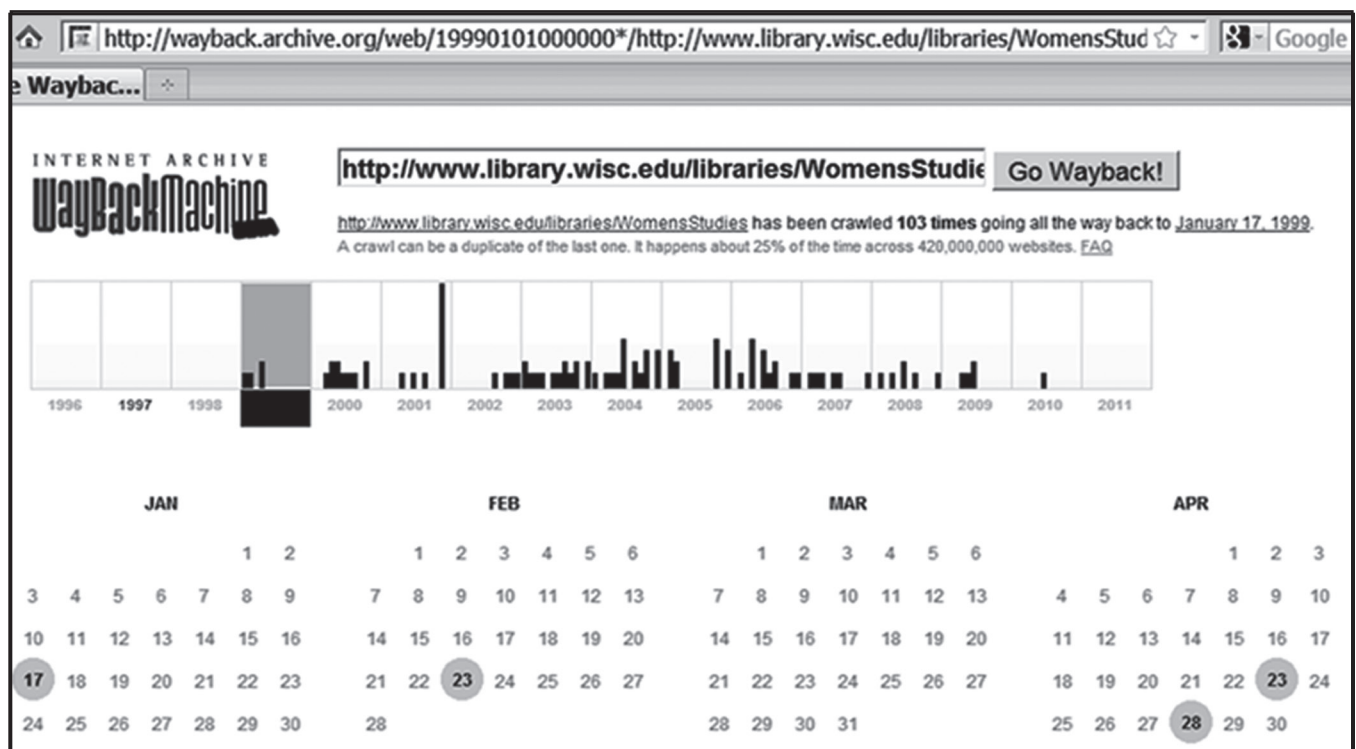 http://wayback.archive.org/web/19990101000000*/http://www.library.wisc.edu/libraries/WomensStud
Google
e Waybac...
INTERNET ARCHIVE
WayBackMachine
http://www.library.wisc.edu/libraries/WomensStudie
Go Wayback!
http://www.library.wisc.edu/libraries/WomensStudies has been crawled 103 times going all the way back to January 17, 1999.
A crawl can be a duplicate of the last one. It happens about 25% of the time across 420,000,000 websites. FAQ
1996 1997 1998 2000 2001 2002 2003 2004 2005 2006 2007 2008 2009 2010 2011
JAN FEB MAR APR
1 2 1 2 3 4 5 6 1 2 3 4 5 6 1 2 3
3 4 5 6 7 8 9 7 8 9 10 11 12 13 7 8 9 10 11 12 13 4 5 6 7 8 9 10
10 11 12 13 14 15 16 14 15 16 17 18 19 20 14 15 16 17 18 19 20 11 12 13 14 15 16 17
17 18 19 20 21 22 23 21 22 23 24 25 26 27 21 22 23 24 25 26 27 18 19 20 21 22 23 24
24 25 26 27 28 29 30 28 28 29 30 31 25 26 27 28 29 30